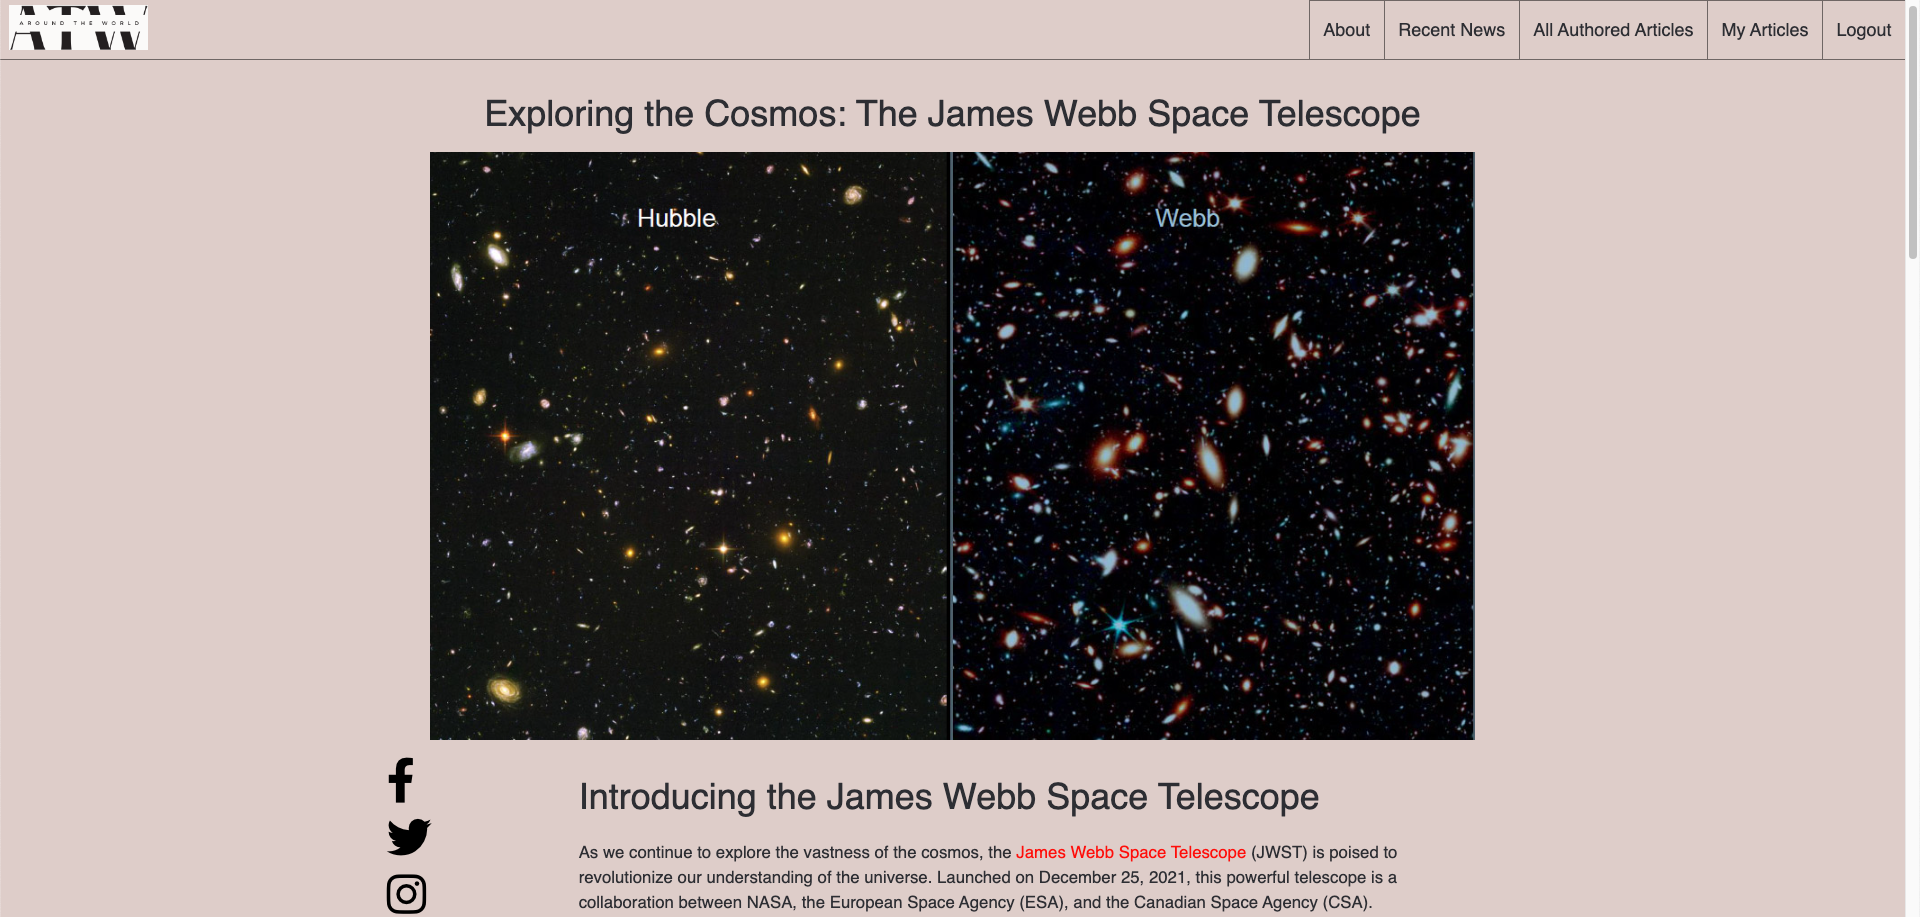 ATW
AROUND THE WORLD
About
Recent News
All Authored Articles
My Articles
Logout
Exploring the Cosmos: The James Webb Space Telescope
Hubble
Webb
Introducing the James Webb Space Telescope
As we continue to explore the vastness of the cosmos, the James Webb Space Telescope (JWST) is poised to
revolutionize our understanding of the universe. Launched on December 25, 2021, this powerful telescope is a
collaboration between NASA, the European Space Agency (ESA), and the Canadian Space Agency (CSA).